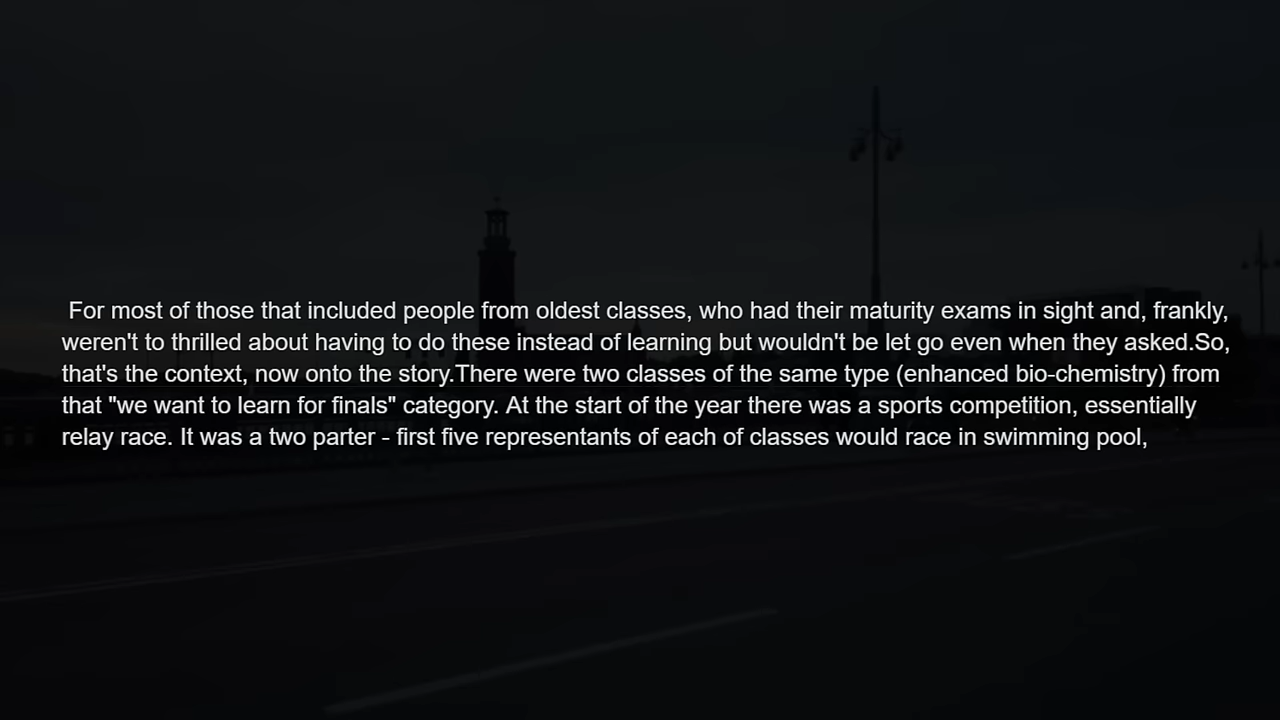 For most of those that included people from oldest classes, who had their maturity exams in sight and, frankly,
weren't to thrilled about having to do these instead of learning but wouldn't be let go even when they asked.So,
that's the context, now onto the story.There were two classes of the same type (enhanced bio-chemistry) from
that "we want to learn for finals" category. At the start of the year there was a sports competition, essentially
relay race. It was a two parter - first five representants of each of classes would race in swimming pool,